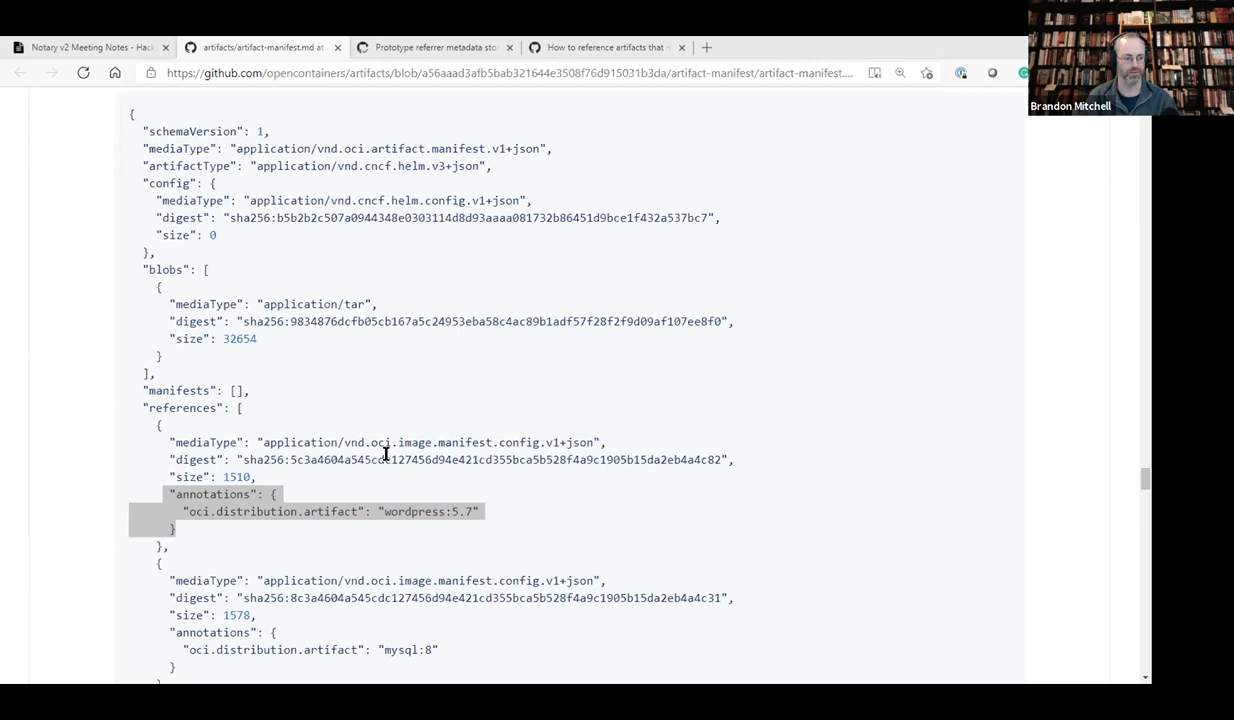 Notary v2 Meeting Notes - Hac
artifacts/artifact-manifest.md at
Prototype referrer metadata sto
How to reference artifacts that n
https://github.com/opencontainers/artifacts/blob/a56aaad3afb5bab321644e3508f76d915031b3da/artifact-manifest/artifact-manifest....
Brandon Mitchell
{
"schemaVersion": 1,
"mediaType": "application/vnd.oci.artifact.manifest.v1+json",
"artifactType": "application/vnd.cncf.helm.v3+json",
"config": {
"mediaType": "application/vnd.cncf.helm.config.v1+json",
"digest": "sha256:b5b2b2c507a0944348e0303114d8d93aaaa081732b86451d9bce1f432a537bc7",
"size": 0
},
"blobs": [
{
"mediaType": "application/tar",
"digest": "sha256:9834876dcfb05cb167a5c24953eba58c4ac89b1adf57f28f2f9d09af107ee8f0",
"size": 32654
}
],
"manifests": [],
"references": [
{
"mediaType": "application/vnd.oci.image.manifest.config.v1+json",
"digest": "sha256:5c3a4604a545cdc127456d94e421cd355bca5b528f4a9c1905b15da2eb4a4c82",
"size": 1510,
"annotations": {
"oci.distribution.artifact": "wordpress:5.7"
}
},
{
"mediaType": "application/vnd.oci.image.manifest.config.v1+json",
"digest": "sha256:8c3a4604a545cdc127456d94e421cd355bca5b528f4a9c1905b15da2eb4a4c31",
"size": 1578,
"annotations": {
"oci.distribution.artifact": "mysql:8"
}